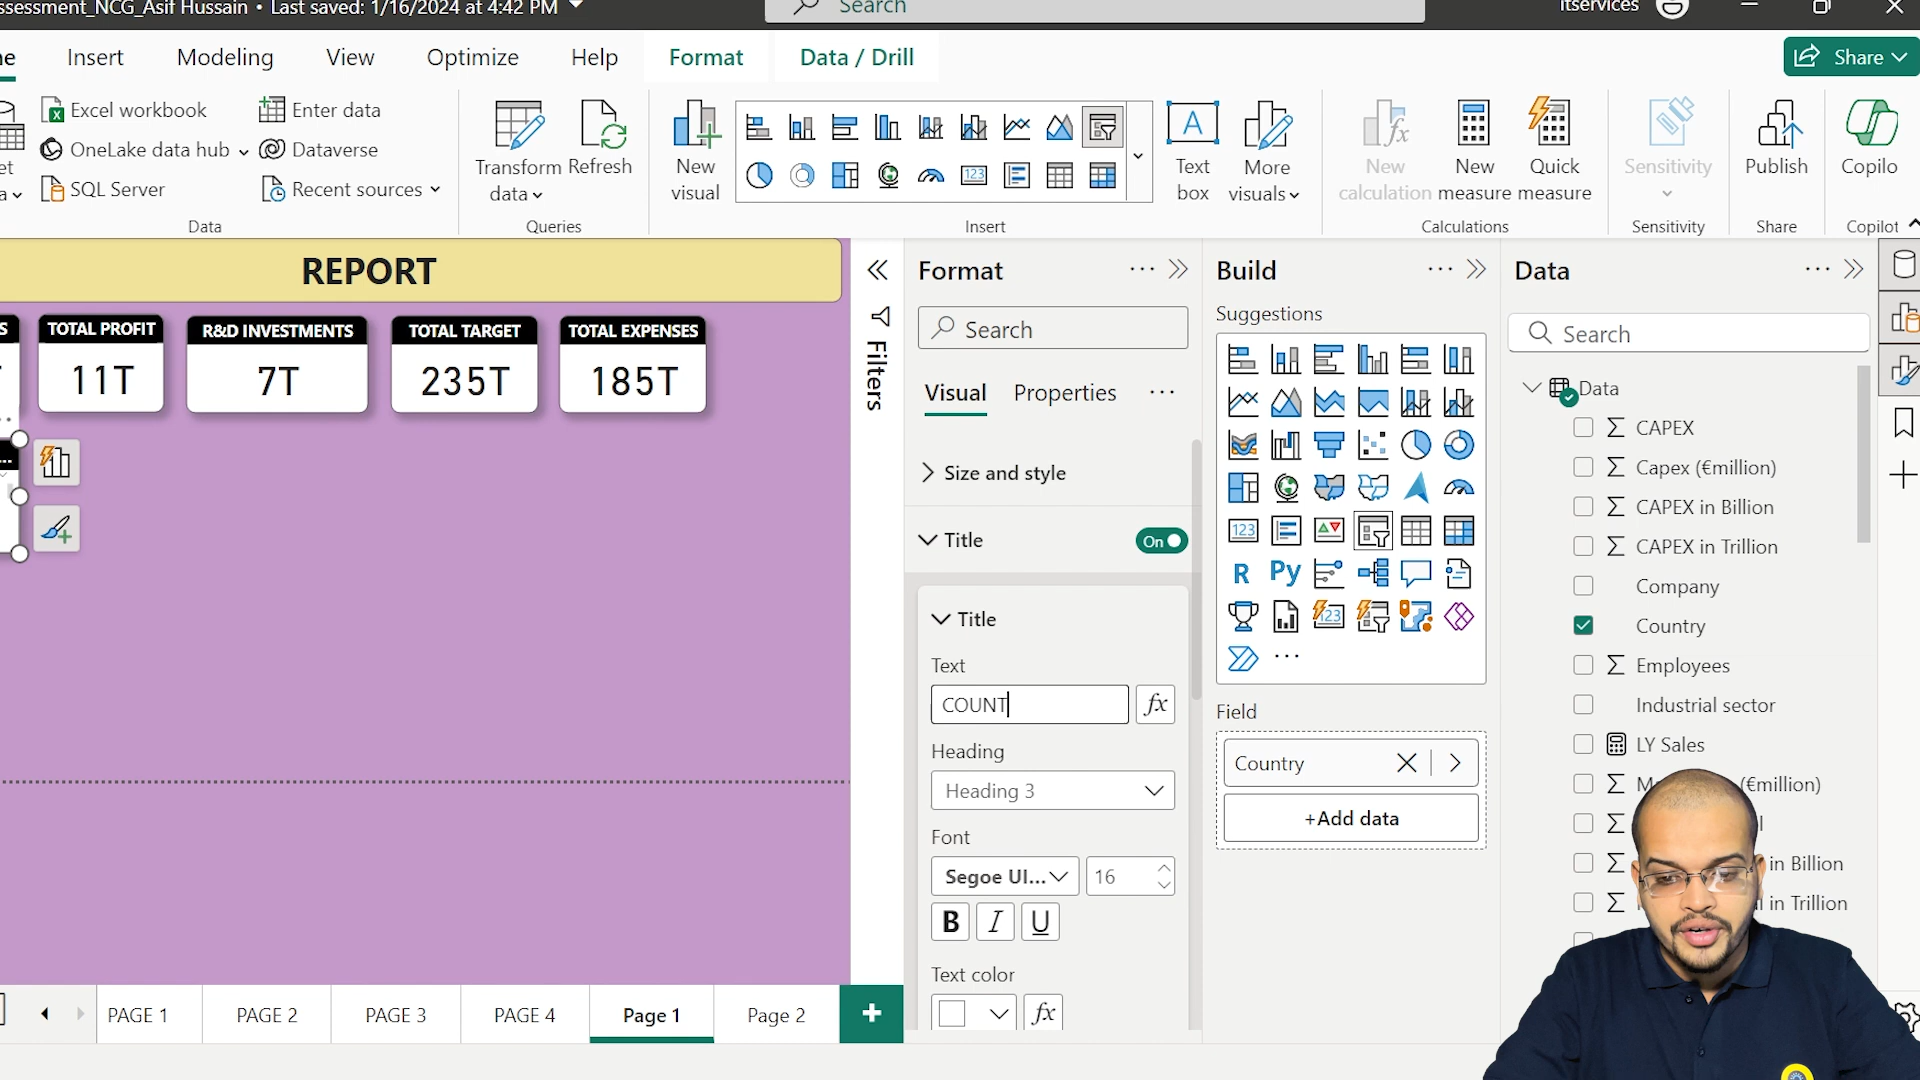 ssessment_NCG_Asif Hussain • Last saved: 1/16/2024 at 4:42 PM
Search
itservices
Insert
Modeling
View
Optimize
Help
Format
Data / Drill
Share
Excel workbook
OneLake data hub
SQL Server
Enter data
Dataverse
Recent sources
Data
Transform
data
Refresh
Queries
New
visual
Insert
Text
box
More
visuals
New
calculation
New
measure
Quick
measure
Calculations
Sensitivity
Sensitivity
Publish
Share
Copilo
Copilot
REPORT
TOTAL PROFIT
11T
R&D INVESTMENTS
7T
TOTAL TARGET
235T
TOTAL EXPENSES
185T
Filters
Format
Search
Visual
Properties
Size and style
Title
On
Title
Text
COUNT
fx
Heading
Heading 3
Font
Segoe UI...
16
B
I
U
Text color
fx
Build
Suggestions
123
R
Py
123
Field
Country
+Add data
Data
Search
Data
CAPEX
Capex (€million)
CAPEX in Billion
CAPEX in Trillion
Company
Country
Employees
Industrial sector
LY Sales
(€million)
in Billion
in Trillion
PAGE 1
PAGE 2
PAGE 3
PAGE 4
Page 1
Page 2
+